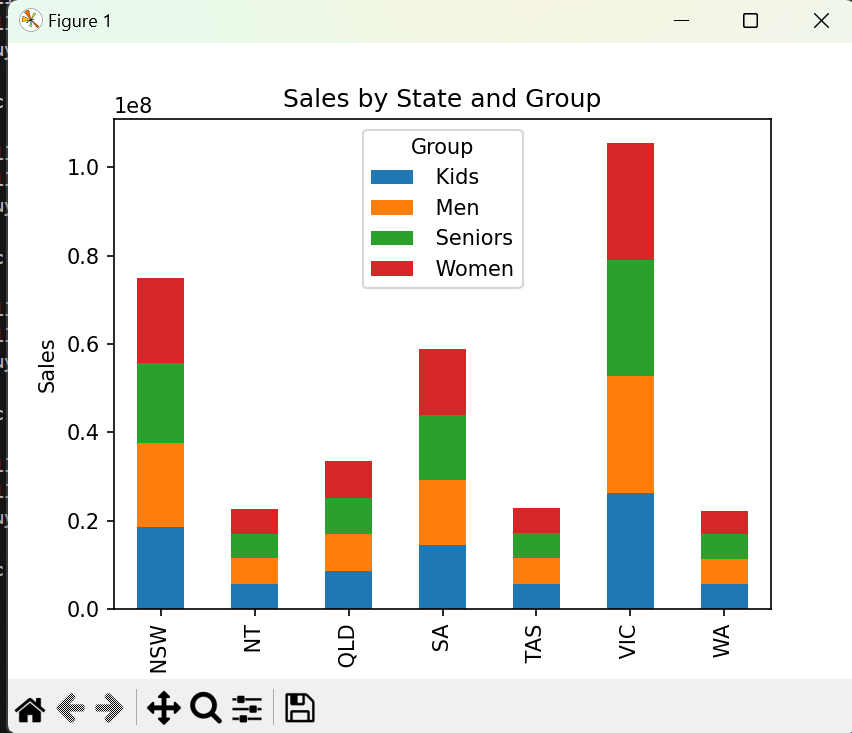 Figure 1
Sales by State and Group
1e8
Group
Kids
Men
Seniors
Women
1.0
0.8
0.6
0.4
0.2
0.0
Sales
NSW
NT
QLD
SA
TAS
VIC
WA